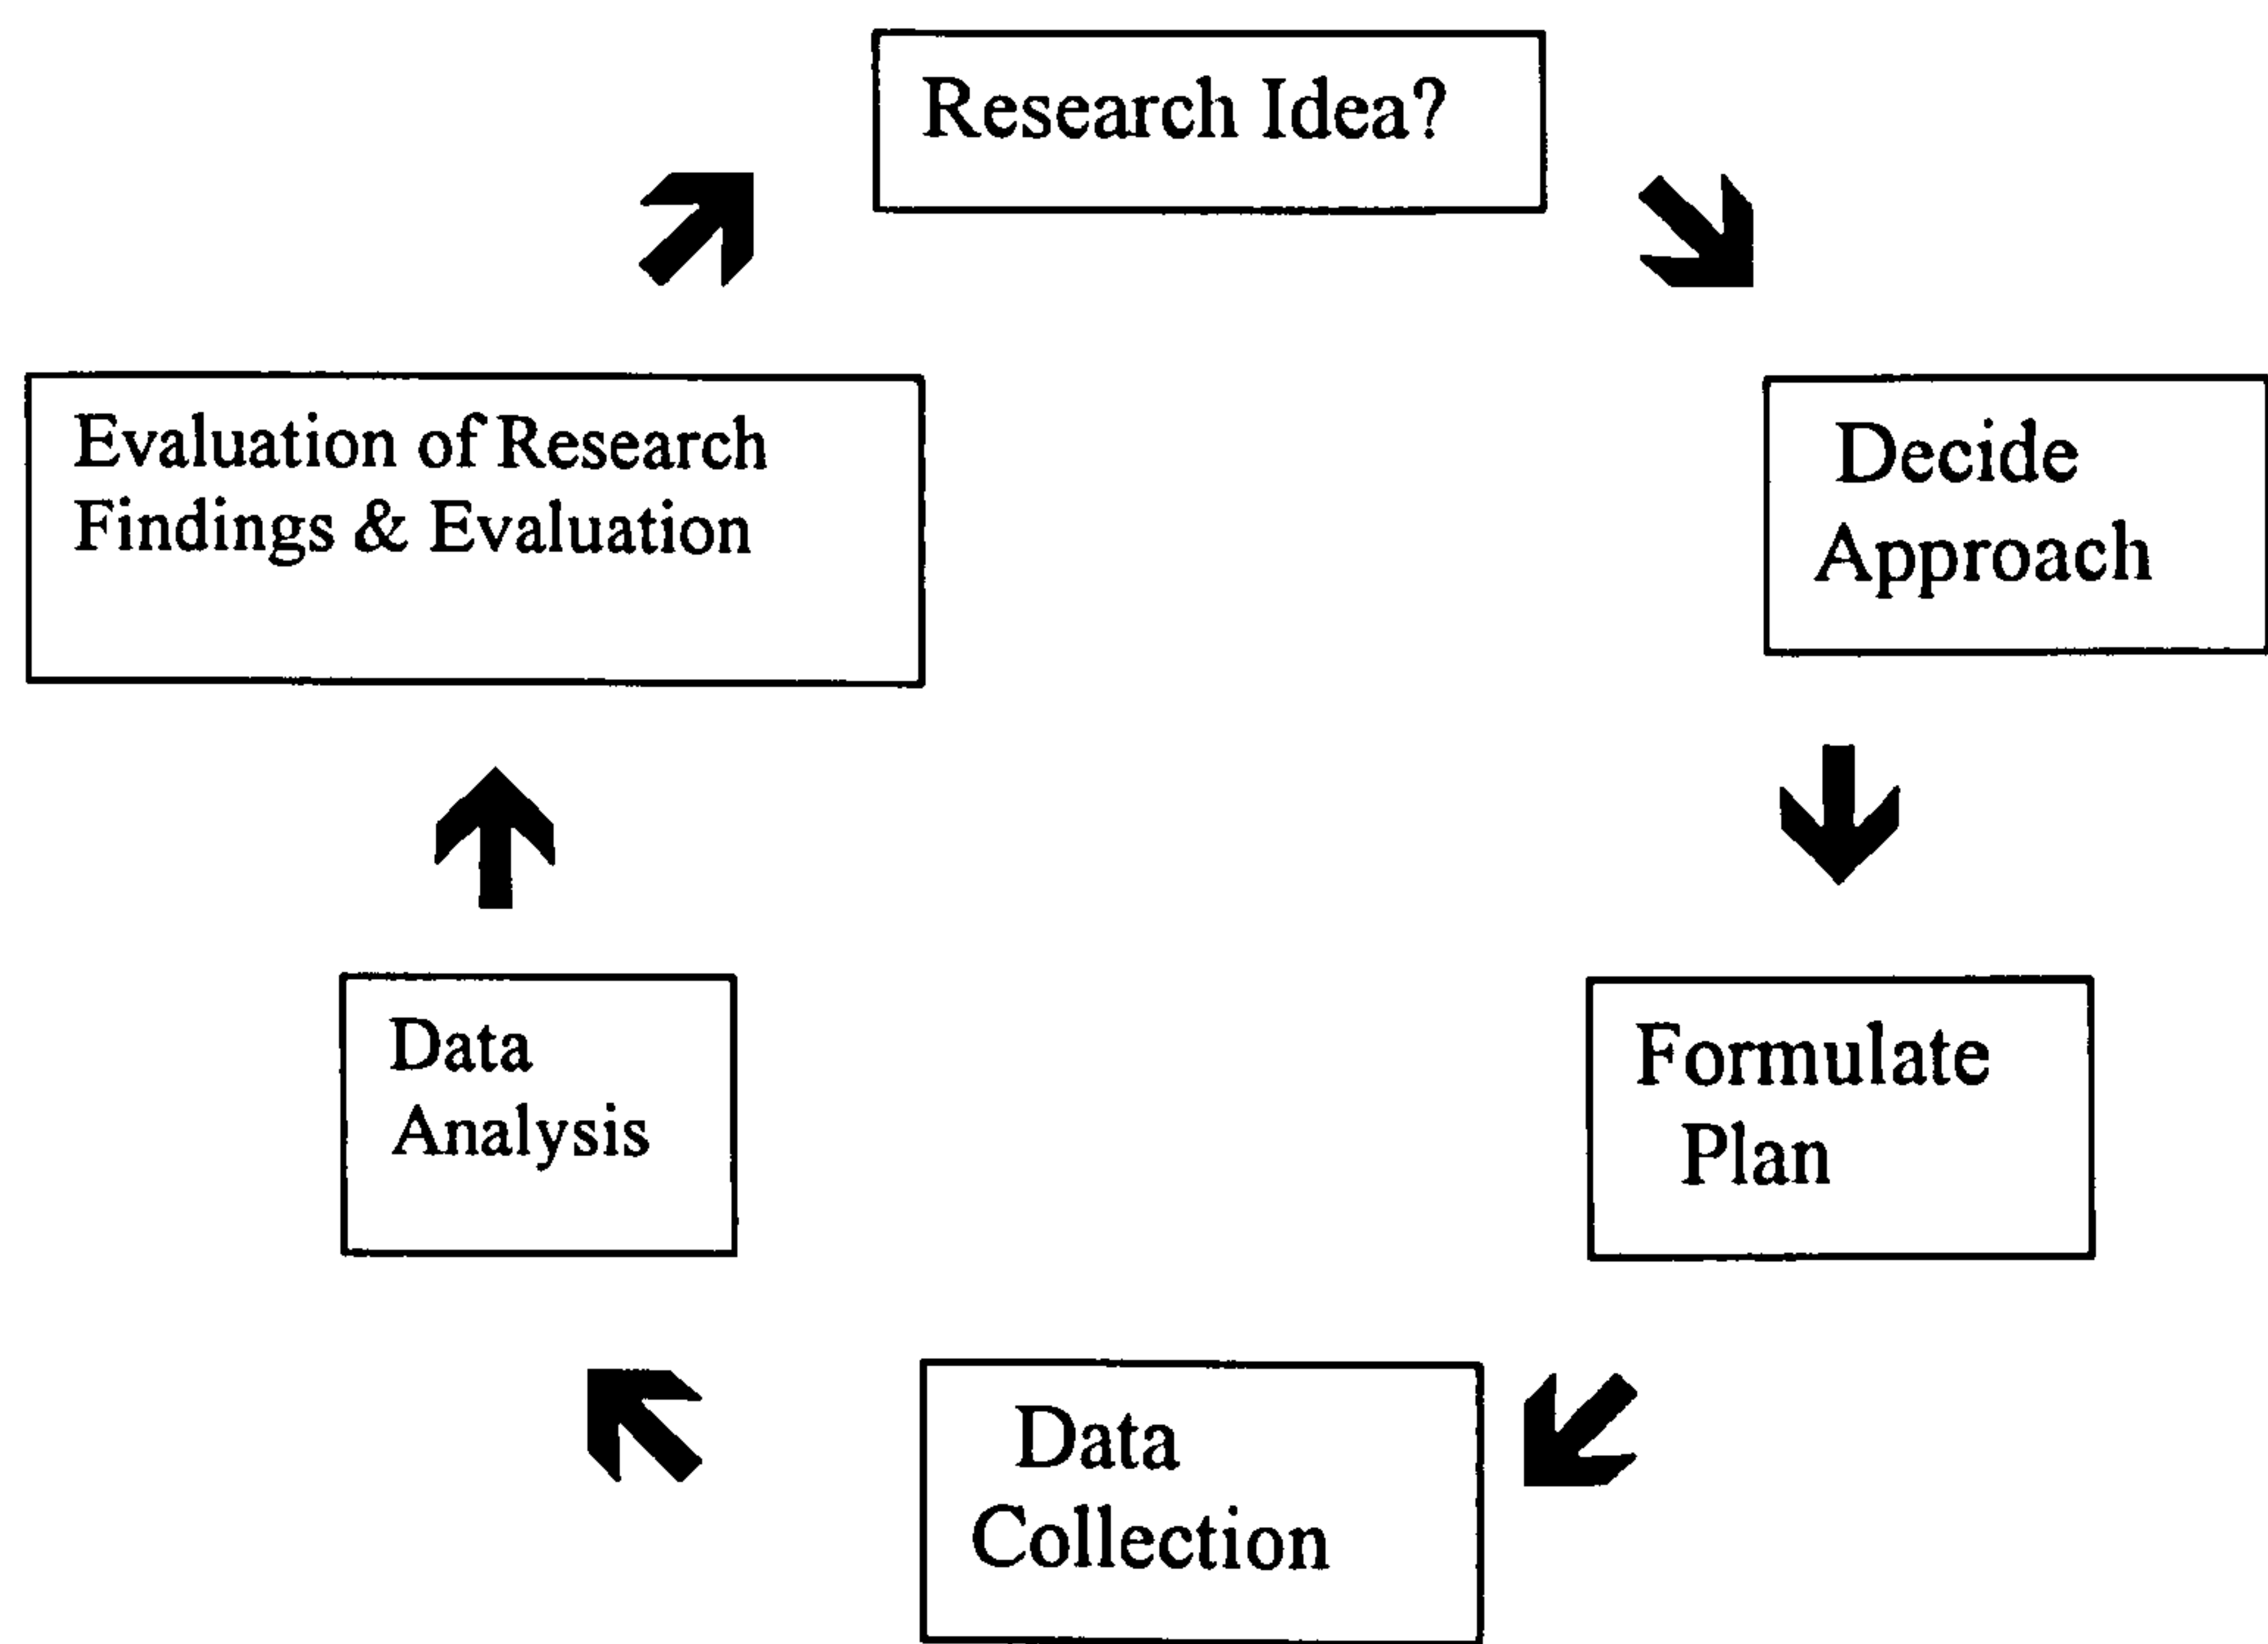 Research Idea?
Decide
Approach
Formulate
Plan
Data
Collection
Data
Analysis
Evaluation of Research
Findings & Evaluation